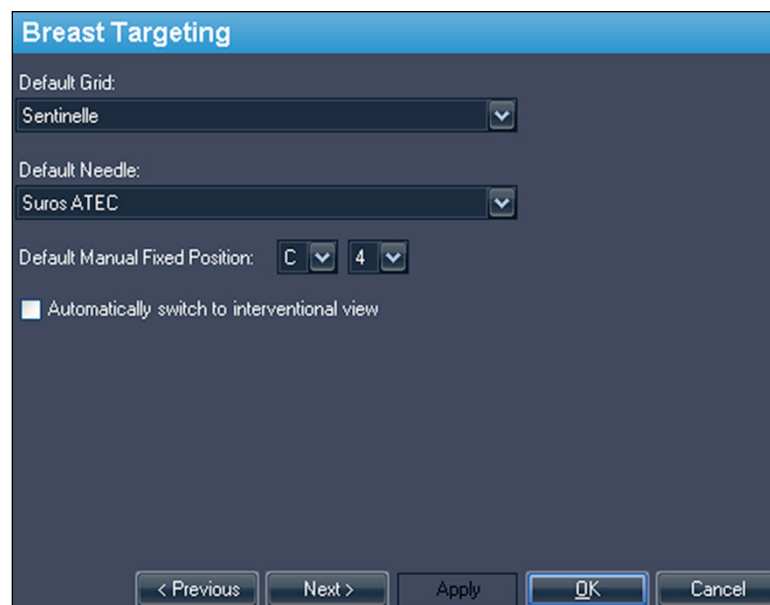 Breast Targeting
Default Grid:
Sentinelle
Default Needle:
Suros ATEC
Default Manual Fixed Position: C 4
Automatically switch to interventional view
< Previous Next > Apply OK Cancel